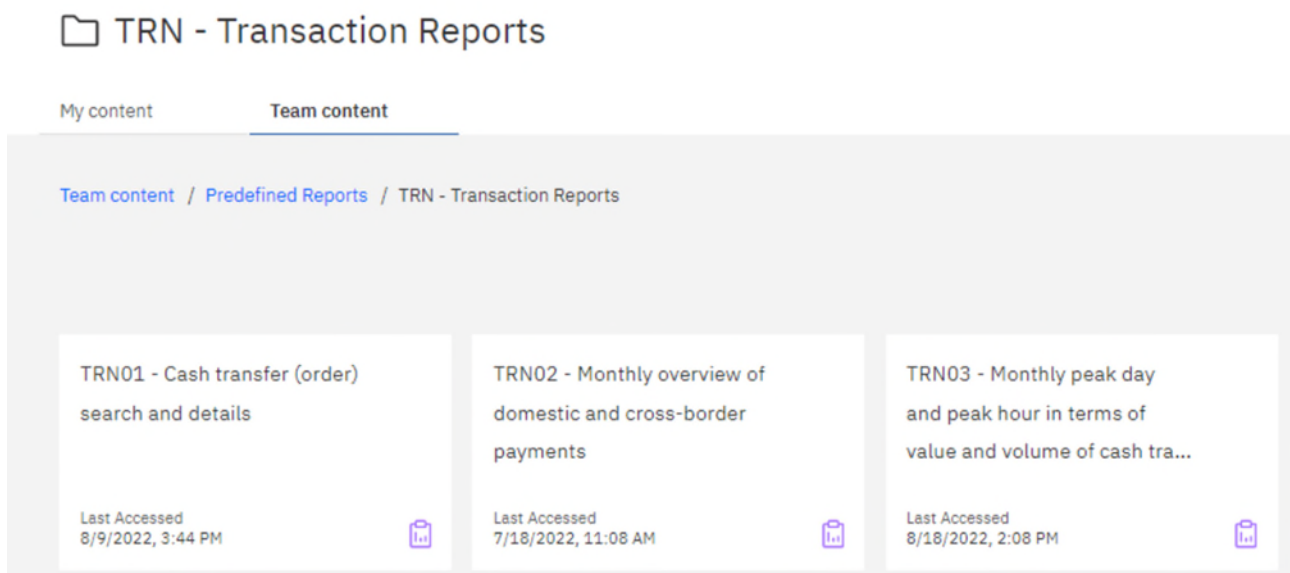 TRN - Transaction Reports
My content
Team content
Team content / Predefined Reports / TRN - Transaction Reports
TRN01 - Cash transfer (order)
search and details
Last Accessed
8/9/2022, 3:44 PM
TRN02 - Monthly overview of
domestic and cross-border
payments
Last Accessed
7/18/2022, 11:08 AM
TRN03 - Monthly peak day
and peak hour in terms of
value and volume of cash tra...
Last Accessed
8/18/2022, 2:08 PM